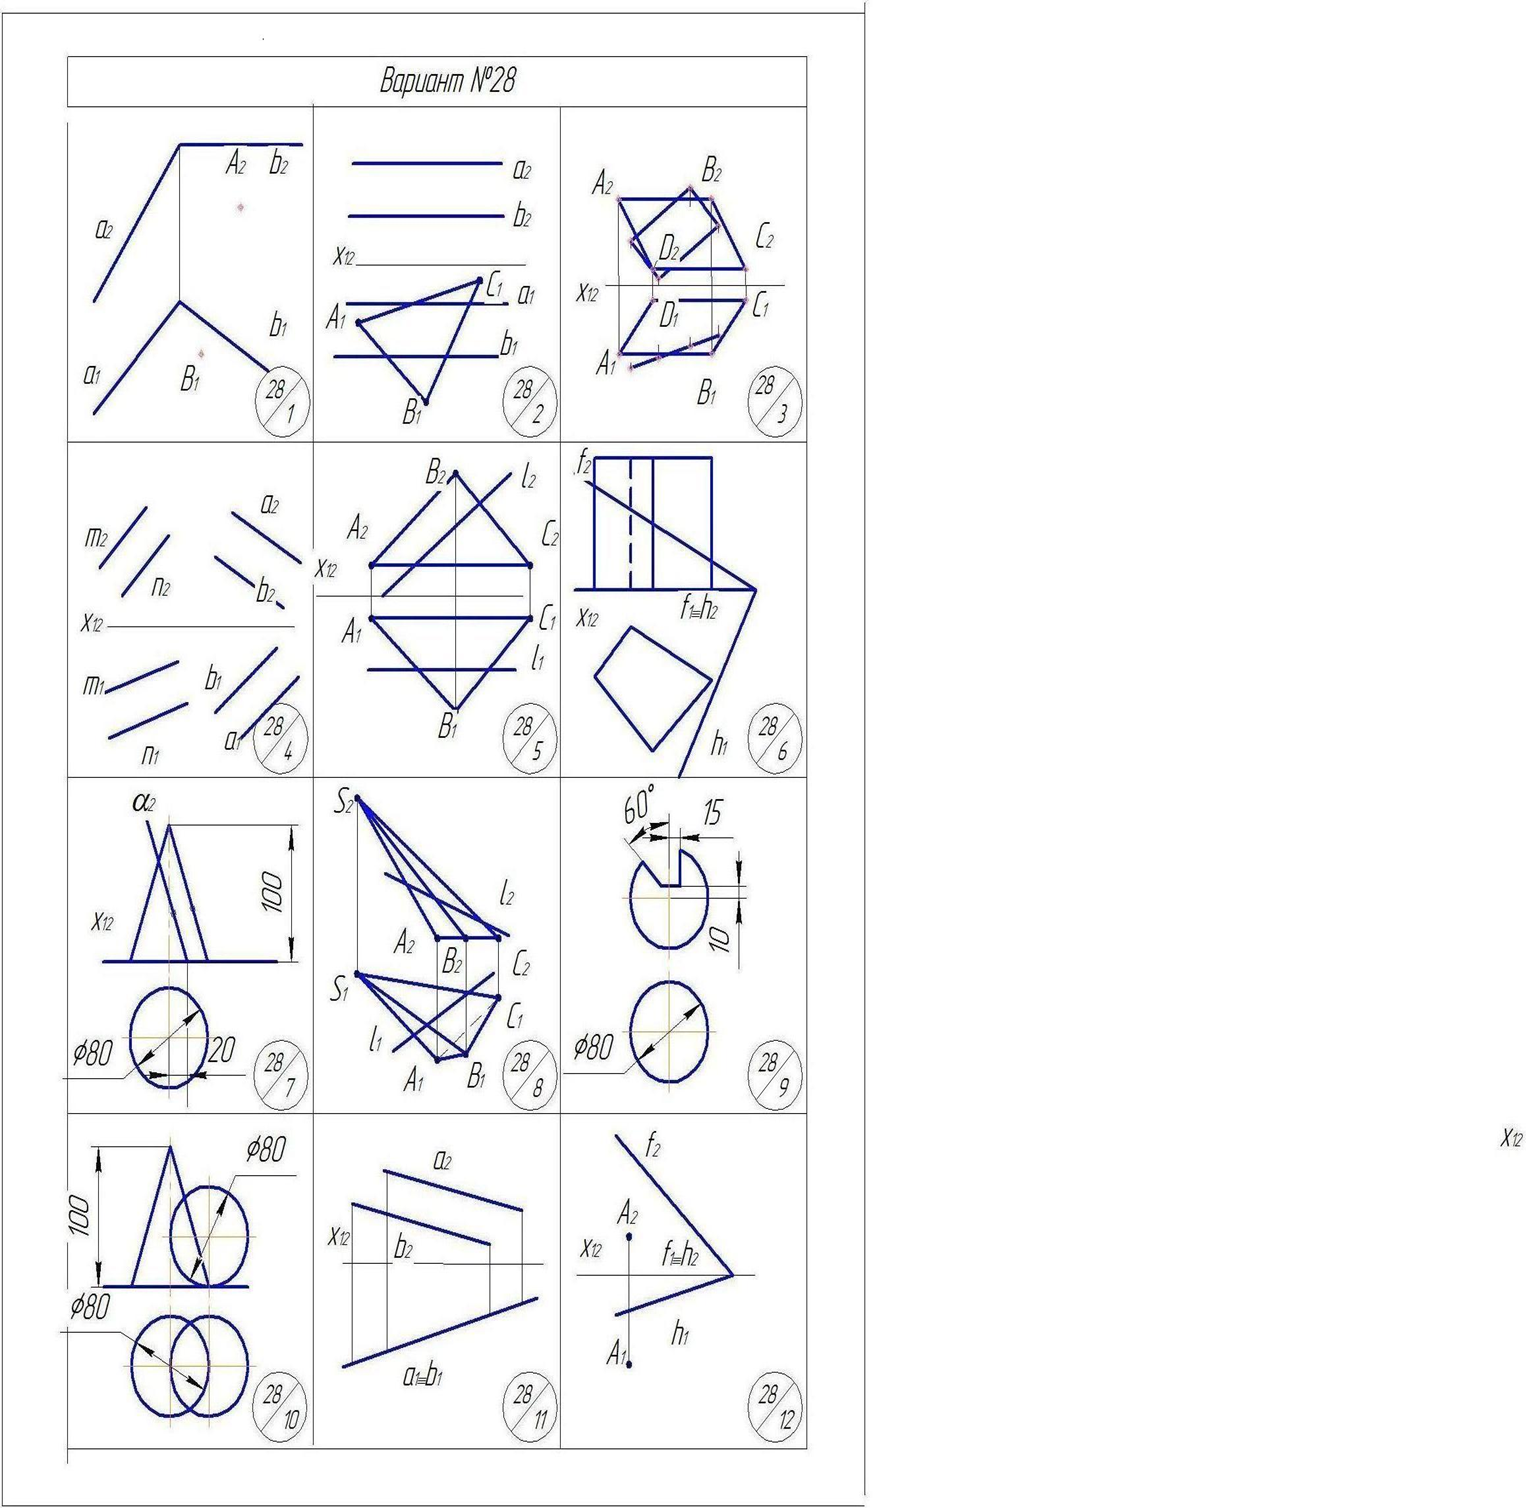 Вариант №28
A2 b2
a2
b1
a1
B1
28/1
a2
b2
X12
C1
a1
A1
b1
B1
28/2
A2
B2
D2
C2
X12
D1
C1
A1
B1
28/3
m2
a2
n2
b2
X12
m1
b1
n1
a1
28/4
B2
l2
A2
C2
X12
A1
C1
l1
B1
28/5
f2
X12
f1≡h2
h1
28/6
α2
100
X12
φ80
20
28/7
S2
l2
A2
B2
C2
S1
C1
l1
A1
B1
28/8
60°
15
10
φ80
28/9
φ80
100
φ80
28/10
a2
X12
b2
a1≡b1
28/11
f2
A2
X12
f1≡h2
h1
A1
28/12
X12